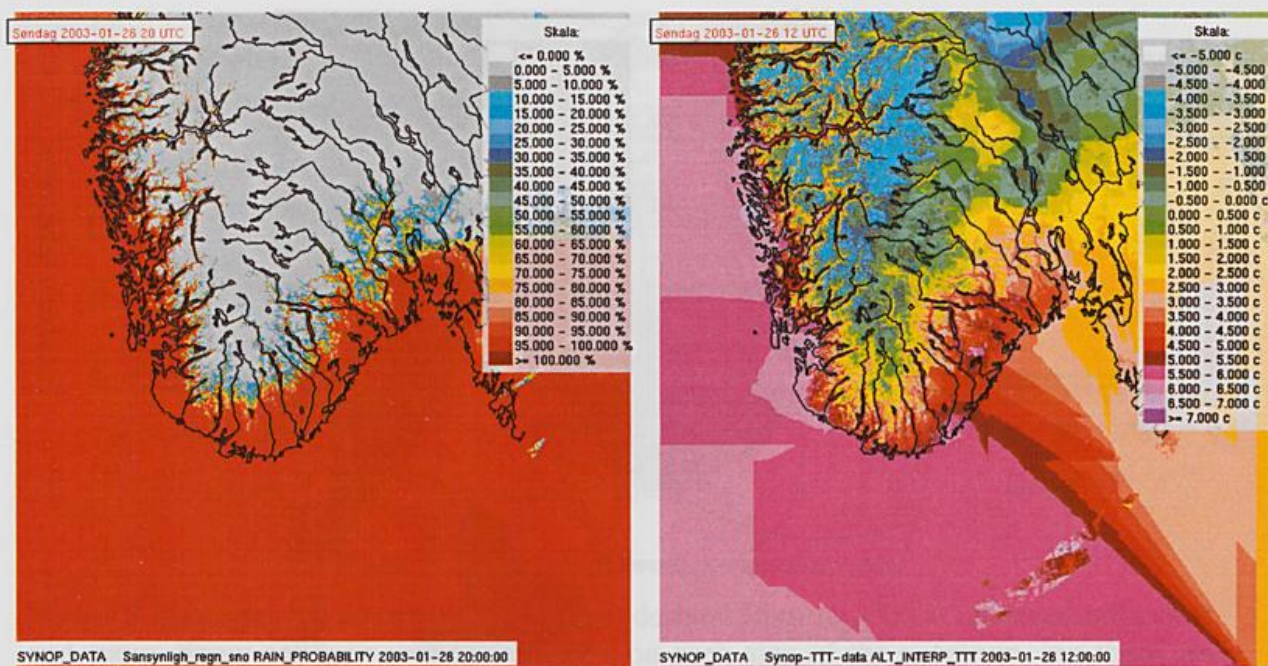 Søndag 2003-01-26 20 UTC
Skala:
<= 0.000 %
0.000 - 5.000 %
5.000 - 10.000 %
10.000 - 15.000 %
15.000 - 20.000 %
20.000 - 25.000 %
25.000 - 30.000 %
30.000 - 35.000 %
35.000 - 40.000 %
40.000 - 45.000 %
45.000 - 50.000 %
50.000 - 55.000 %
55.000 - 60.000 %
60.000 - 65.000 %
65.000 - 70.000 %
70.000 - 75.000 %
75.000 - 80.000 %
80.000 - 85.000 %
85.000 - 90.000 %
90.000 - 95.000 %
95.000 - 100.000 %
>= 100.000 %
SYNOP_DATA Sansynligh_regn_sno RAIN_PROBABILITY 2003-01-26 20:00:00
Søndag 2003-01-26 12 UTC
Skala:
<= -5.000 c
-5.000 - -4.500
-4.500 - -4.000
-4.000 - -3.500
-3.500 - -3.000
-3.000 - -2.500
-2.500 - -2.000
-2.000 - -1.500
-1.500 - -1.000
-1.000 - -0.500
-0.500 - -0.000 c
0.000 - 0.500 c
0.500 - 1.000 c
1.000 - 1.500 c
1.500 - 2.000 c
2.000 - 2.500 c
2.500 - 3.000 c
3.000 - 3.500 c
3.500 - 4.000 c
4.000 - 4.500 c
4.500 - 5.000 c
5.000 - 5.500 c
5.500 - 6.000 c
6.000 - 6.500 c
6.500 - 7.000 c
>= 7.000 c
SYNOP_DATA Synop-TTT-data ALT_INTERP_TTT 2003-01-26 12:00:00